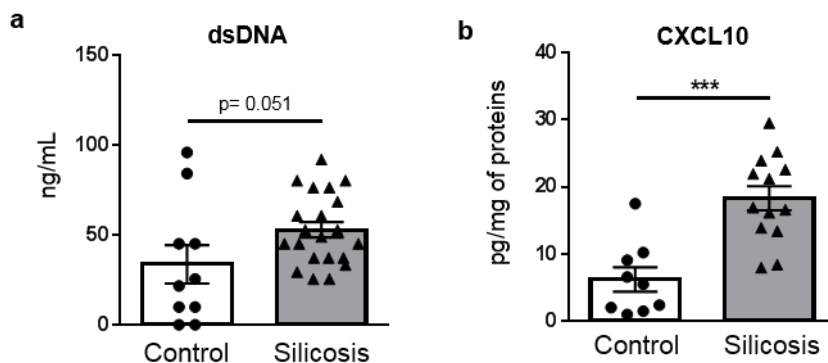 a
dsDNA
150
100
50
0
ng/mL
p= 0.051
Control
Silicosis
b
CXCL10
40
30
20
10
0
pg/mg of proteins
***
Control
Silicosis